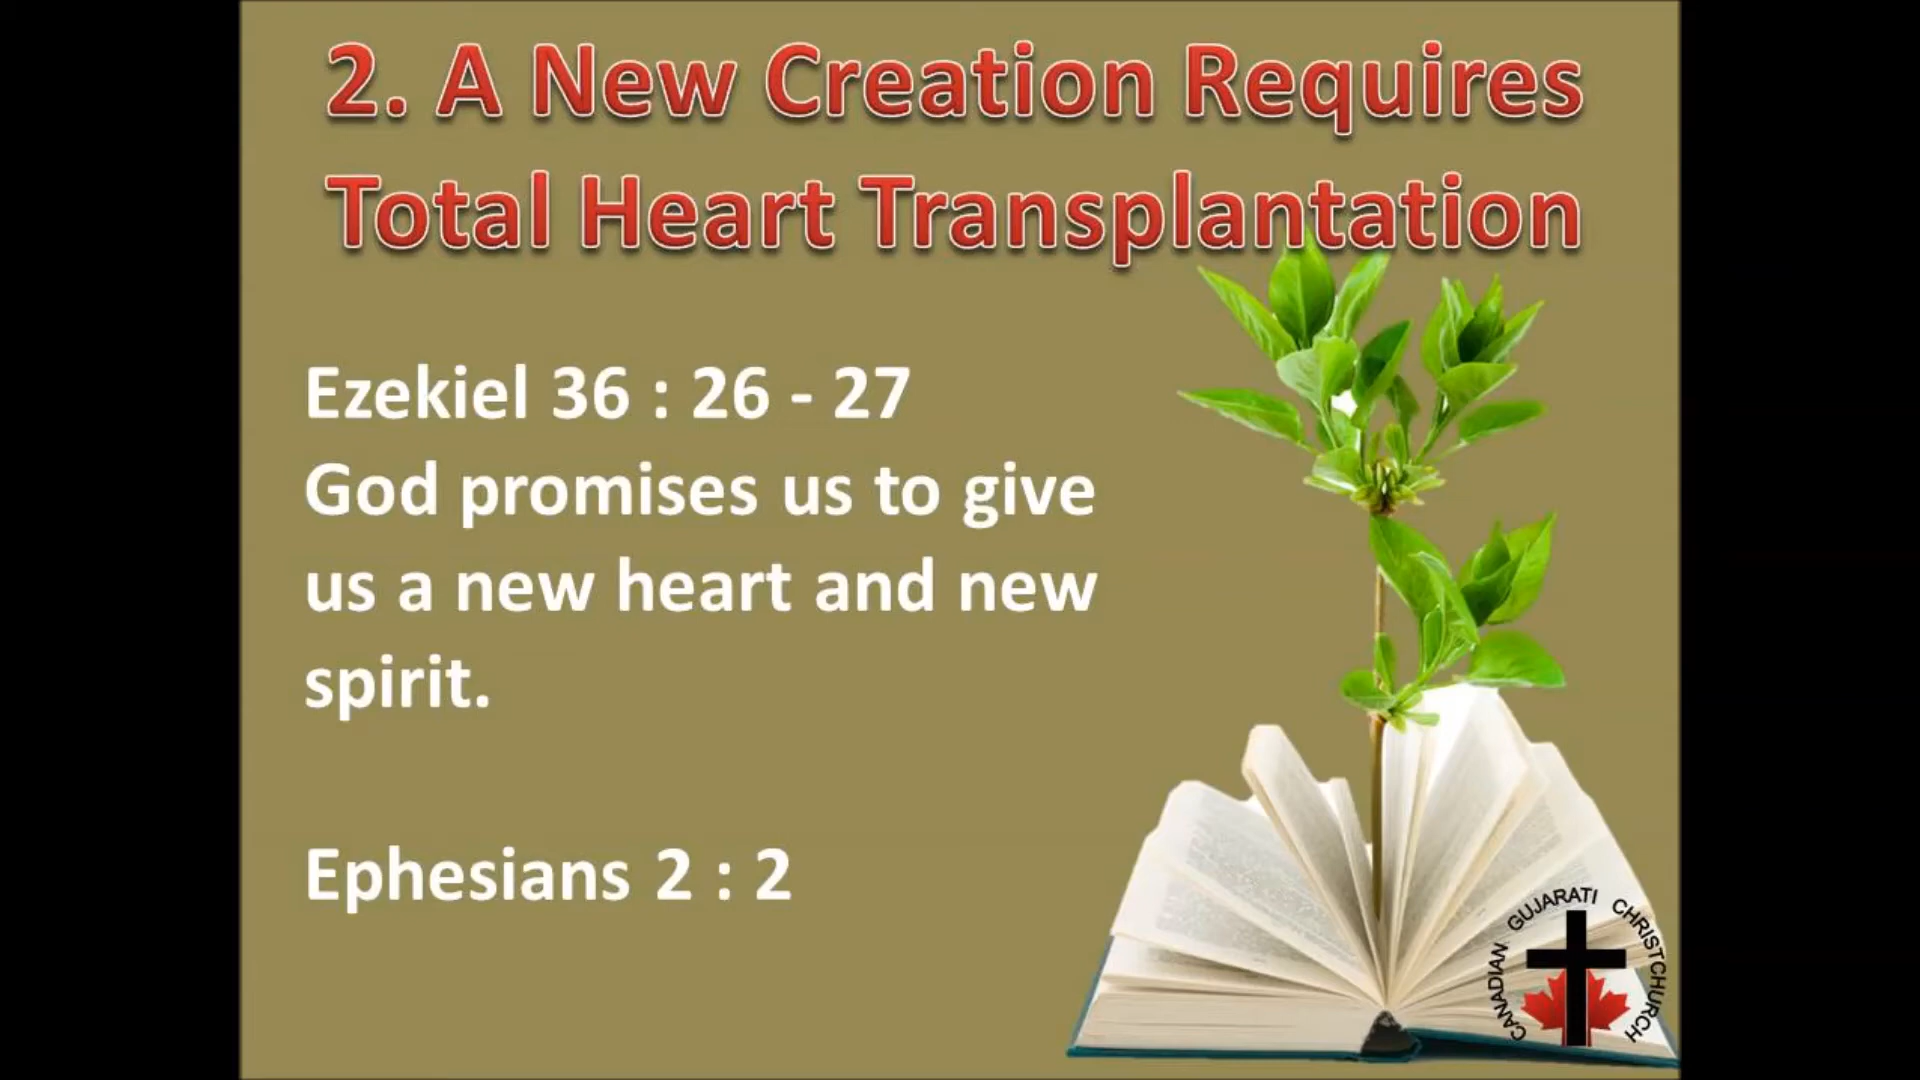 2. A New Creation Requires
Total Heart Transplantation
Ezekiel 36 : 26 - 27
God promises us to give
us a new heart and new
spirit.
Ephesians 2 : 2
CANADIAN GUJARATI CHRISTCHURCH